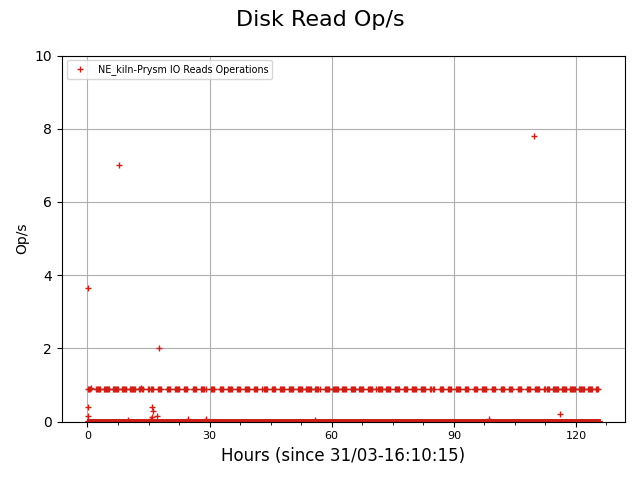 Disk Read Op/s
10
NE_kiln-Prysm IO Reads Operations
8
6
Op/s
4
2
0
0 30 60 90 120
Hours (since 31/03-16:10:15)